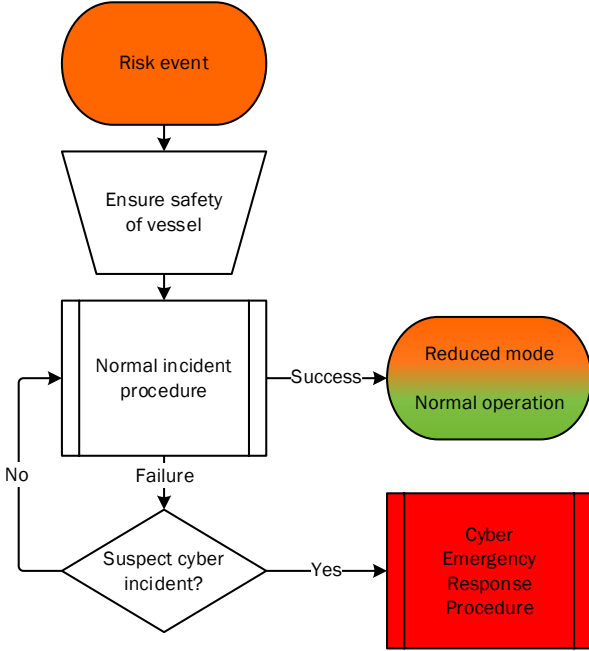 Risk event
Ensure safety
of vessel
Normal incident
procedure
Success
Reduced mode
Normal operation
No
Failure
Suspect cyber
incident?
Yes
Cyber
Emergency
Response
Procedure